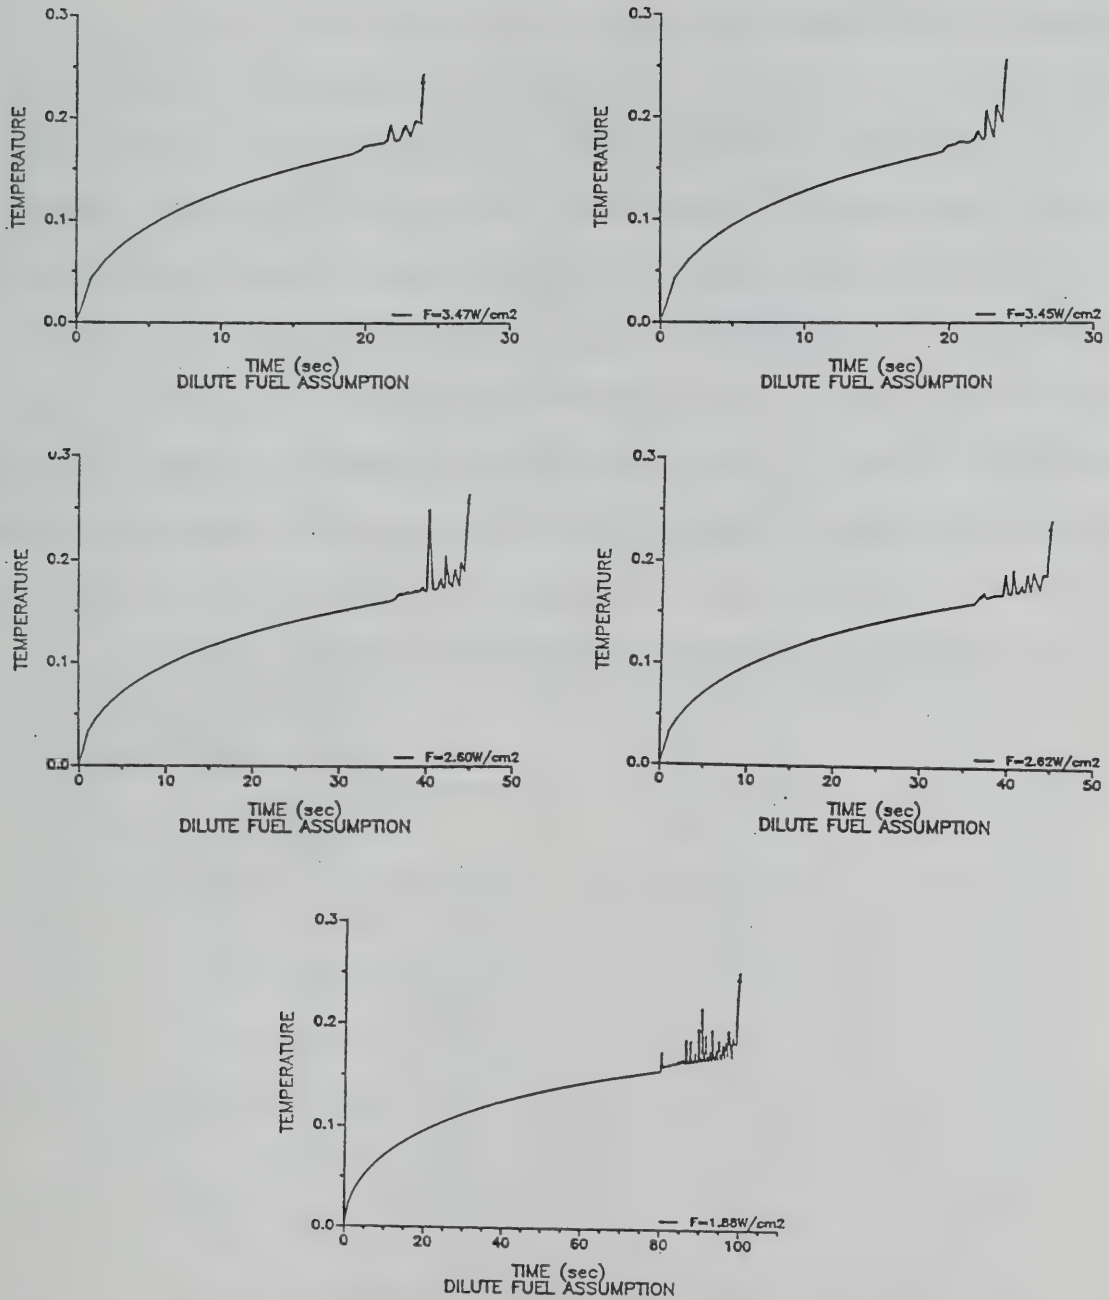 0.3
0.2
0.1
0.0
TEMPERATURE
F=3.47W/cm2
0 10 20 30
TIME (sec)
DILUTE FUEL ASSUMPTION
0.3
0.2
0.1
0.0
TEMPERATURE
F=3.45W/cm2
0 10 20 30
TIME (sec)
DILUTE FUEL ASSUMPTION
0.3
0.2
0.1
0.0
TEMPERATURE
F=2.60W/cm2
0 10 20 30 40 50
TIME (sec)
DILUTE FUEL ASSUMPTION
0.3
0.2
0.1
0.0
TEMPERATURE
F=2.62W/cm2
0 10 20 30 40 50
TIME (sec)
DILUTE FUEL ASSUMPTION
0.3
0.2
0.1
0.0
TEMPERATURE
F=1.88W/cm2
0 20 40 60 80 100
TIME (sec)
DILUTE FUEL ASSUMPTION